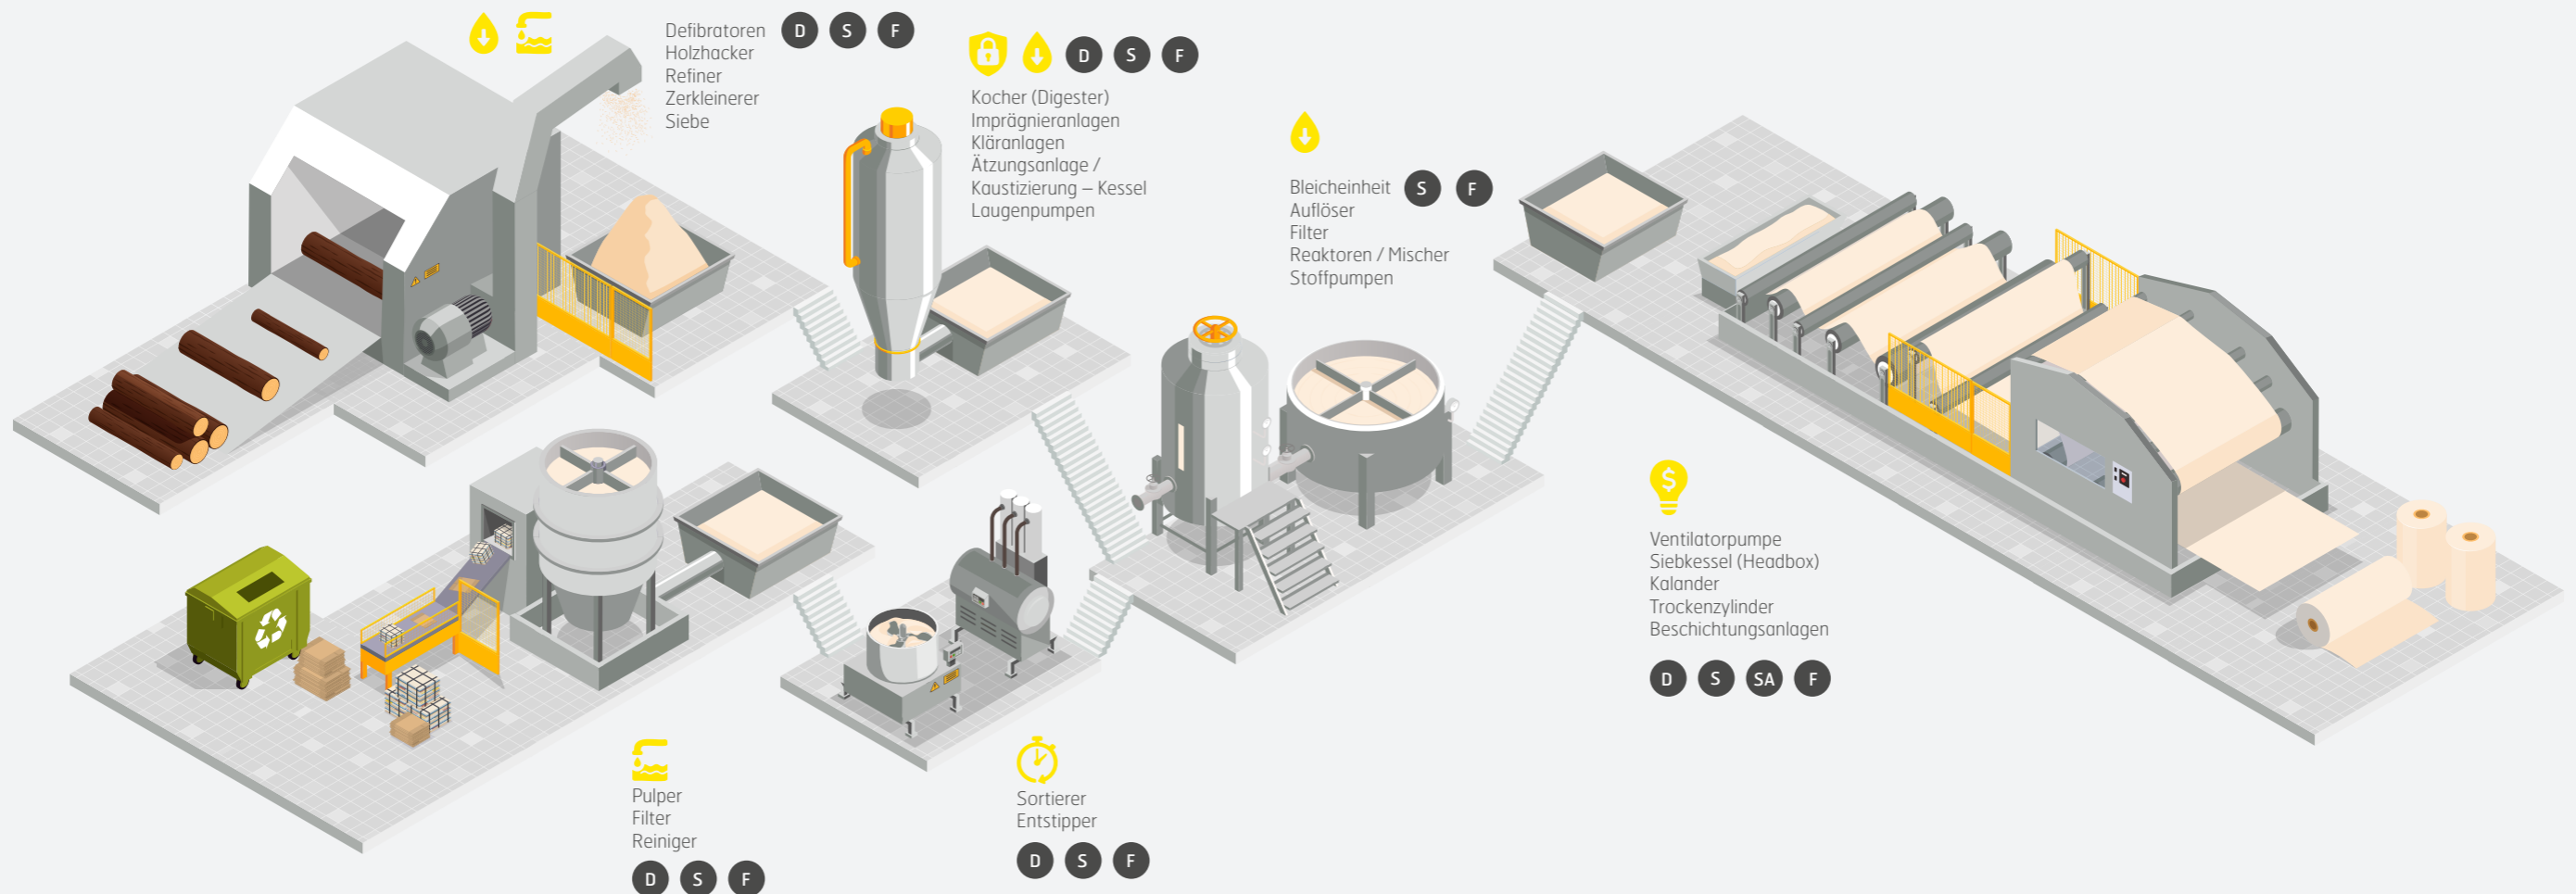 Defibratoren D S F
Holzhacker
Refiner
Zerkleinerer
Siebe
D S F
Kocher (Digester)
Imprägnieranlagen
Kläranlagen
Ätzungsanlage /
Kaustizierung – Kessel
Laugenpumpen
Bleicheinheit S F
Auflöser
Filter
Reaktoren / Mischer
Stoffpumpen
$
Ventilatorpumpe
Siebkessel (Headbox)
Kalander
Trockenzylinder
Beschichtungsanlagen
D S SA F
Pulper
Filter
Reiniger
D S F
Sortierer
Entstipper
D S F